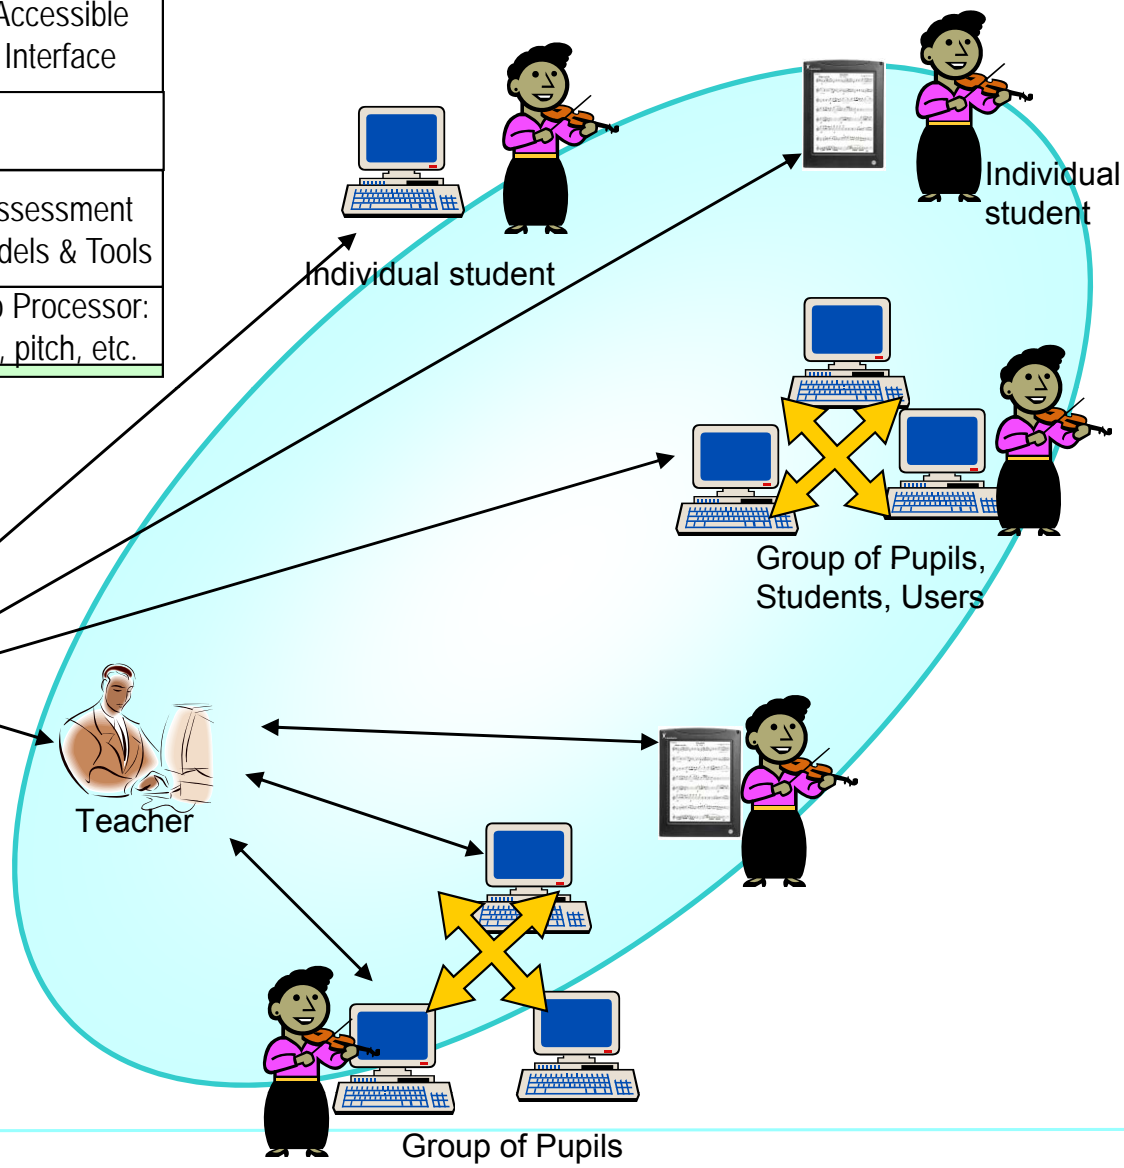 Accessible
Interface
ssessment
dels & Tools
Processor:
, pitch, etc.
Individual student
Individual
student
Group of Pupils,
Students, Users
Teacher
Group of Pupils